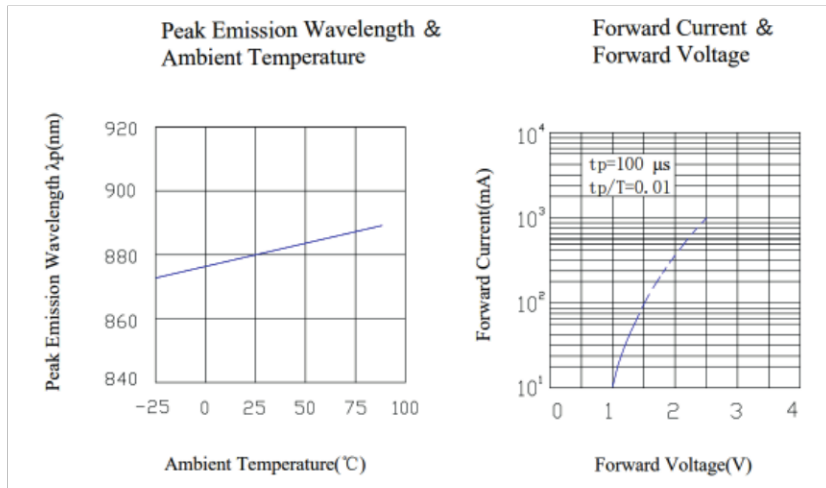 Peak Emission Wavelength &
Ambient Temperature
Peak Emission Wavelength λp(nm)
920
900
880
860
840
-25 0 25 50 75 100
Ambient Temperature(℃)
Forward Current &
Forward Voltage
Forward Current(mA)
10⁴
10³
10²
10¹
tp=100 μs
tp/T=0.01
0 1 2 3 4
Forward Voltage(V)